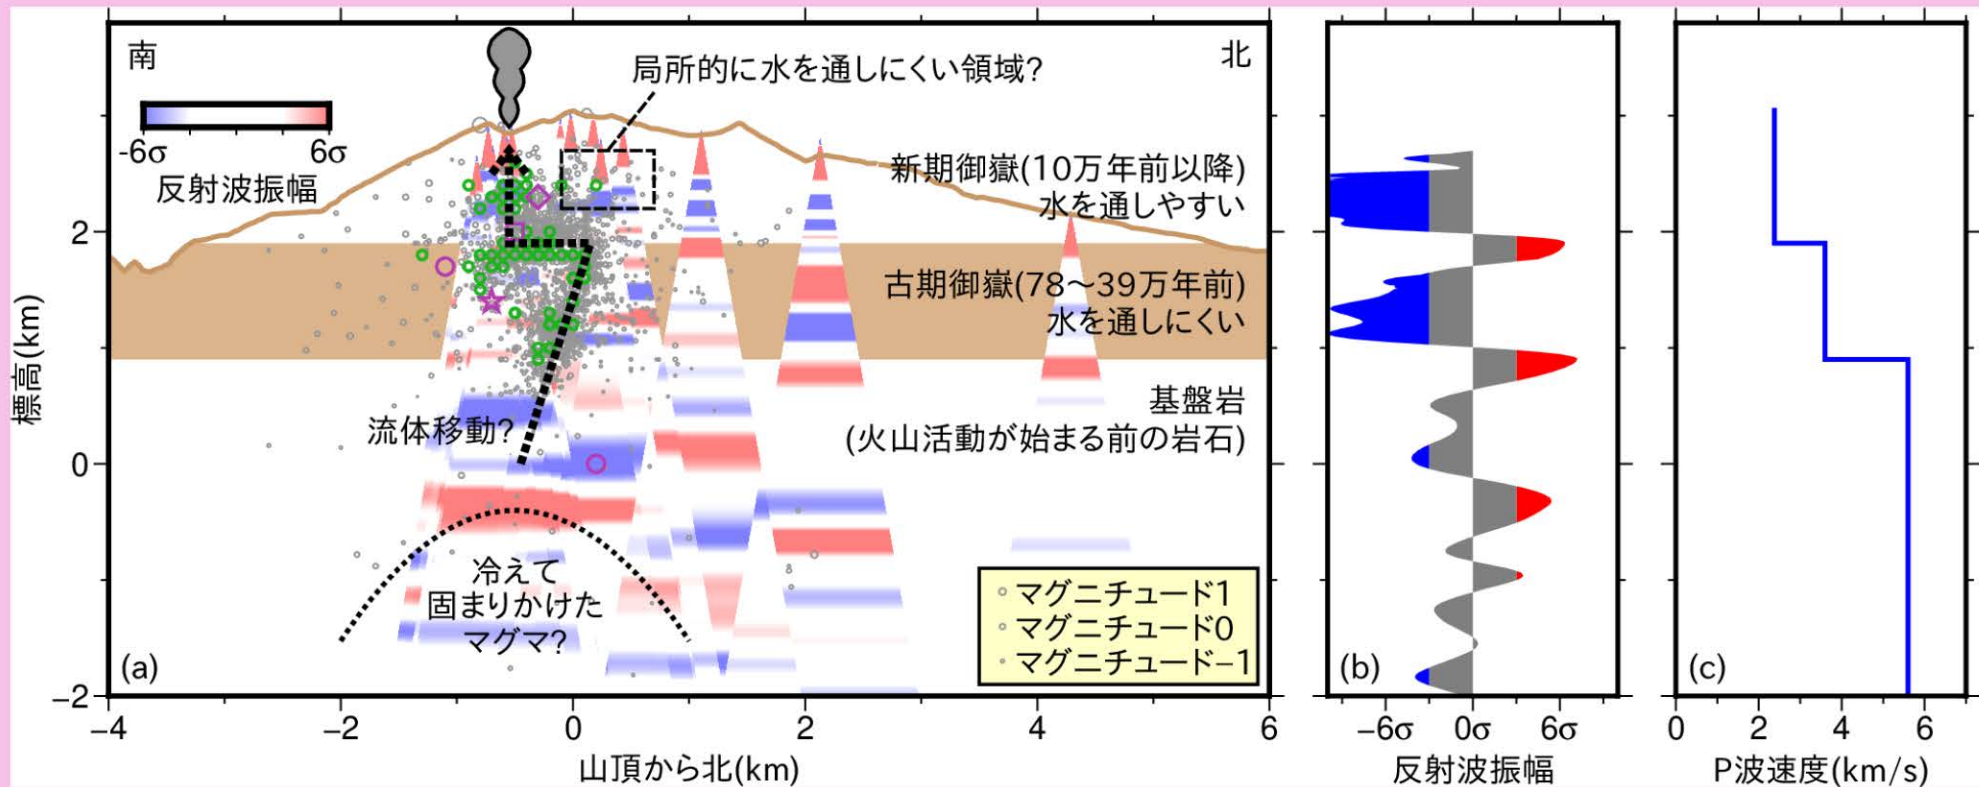 南
北
局所的に水を通しにくい領域?
-6σ
6σ
反射波振幅
新期御嶽(10万年前以降)
水を通しやすい
古期御嶽(78〜39万年前)
水を通しにくい
基盤岩
(火山活動が始まる前の岩石)
流体移動?
冷えて
固まりかけた
マグマ?
マグニチュード1
マグニチュード0
マグニチュード−1
(a)
標高(km)
2
0
−2
−4
−2
0
2
4
6
山頂から北(km)
(b)
−6σ
0σ
6σ
反射波振幅
(c)
0
2
4
6
P波速度(km/s)